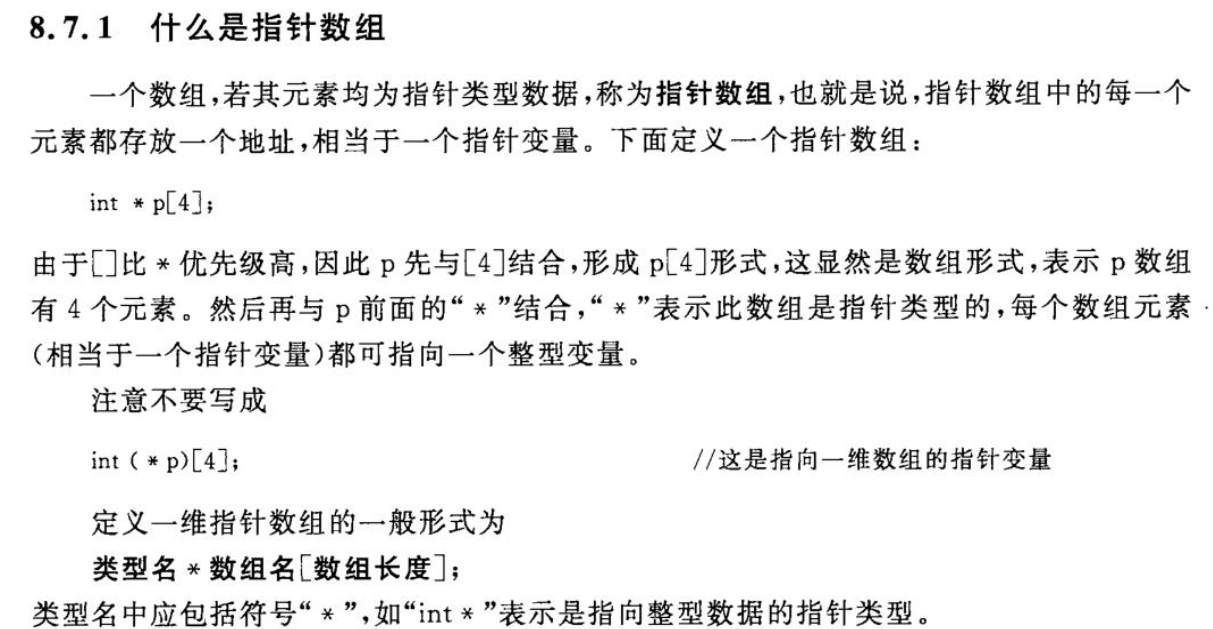 8.7.1 什么是指针数组
一个数组,若其元素均为指针类型数据,称为指针数组,也就是说,指针数组中的每一个
元素都存放一个地址,相当于一个指针变量。下面定义一个指针数组:
int * p[4];
由于[]比 * 优先级高,因此 p 先与[4]结合,形成 p[4]形式,这显然是数组形式,表示 p 数组
有 4 个元素。然后再与 p 前面的“ * ”结合,“ * ”表示此数组是指针类型的,每个数组元素
(相当于一个指针变量)都可指向一个整型变量。
注意不要写成
int ( * p)[4]; //这是指向一维数组的指针变量
定义一维指针数组的一般形式为
类型名 * 数组名[数组长度];
类型名中应包括符号“ * ”,如“int * ”表示是指向整型数据的指针类型。